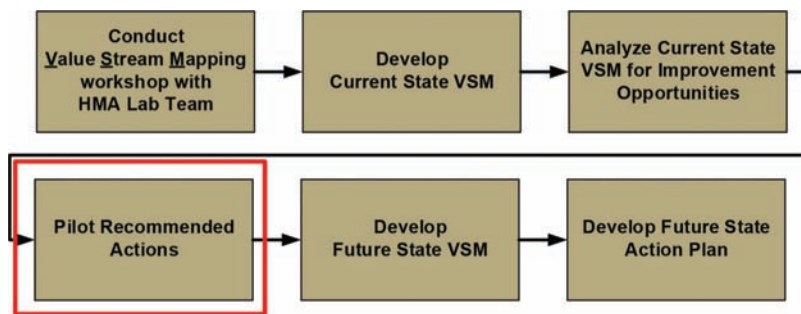 Conduct
Value Stream Mapping
workshop with
HMA Lab Team
Develop
Current State VSM
Analyze Current State
VSM for Improvement
Opportunities
Pilot Recommended
Actions
Develop
Future State VSM
Develop Future State
Action Plan